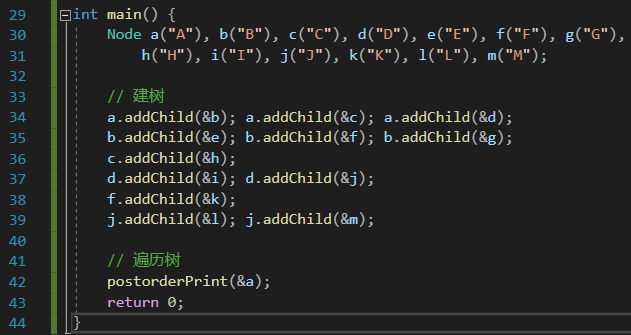 29 int main() {
30 Node a("A"), b("B"), c("C"), d("D"), e("E"), f("F"), g("G"),
31 h("H"), i("I"), j("J"), k("K"), l("L"), m("M");
32
33 // 建树
34 a.addChild(&b); a.addChild(&c); a.addChild(&d);
35 b.addChild(&e); b.addChild(&f); b.addChild(&g);
36 c.addChild(&h);
37 d.addChild(&i); d.addChild(&j);
38 f.addChild(&k);
39 j.addChild(&l); j.addChild(&m);
40
41 // 遍历树
42 postorderPrint(&a);
43 return 0;
44 }